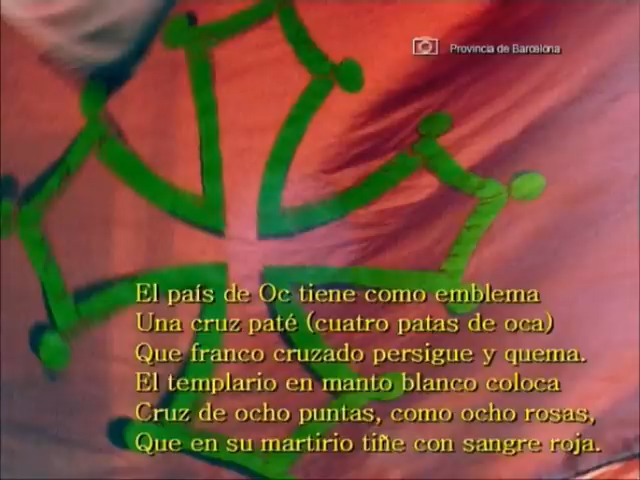 Provincia de Barcelona
El país de Oc tiene como emblema
Una cruz paté (cuatro patas de oca)
Que franco cruzado persigue y quema.
El templario en manto blanco coloca
Cruz de ocho puntas, como ocho rosas,
Que en su martirio tiñe con sangre roja.